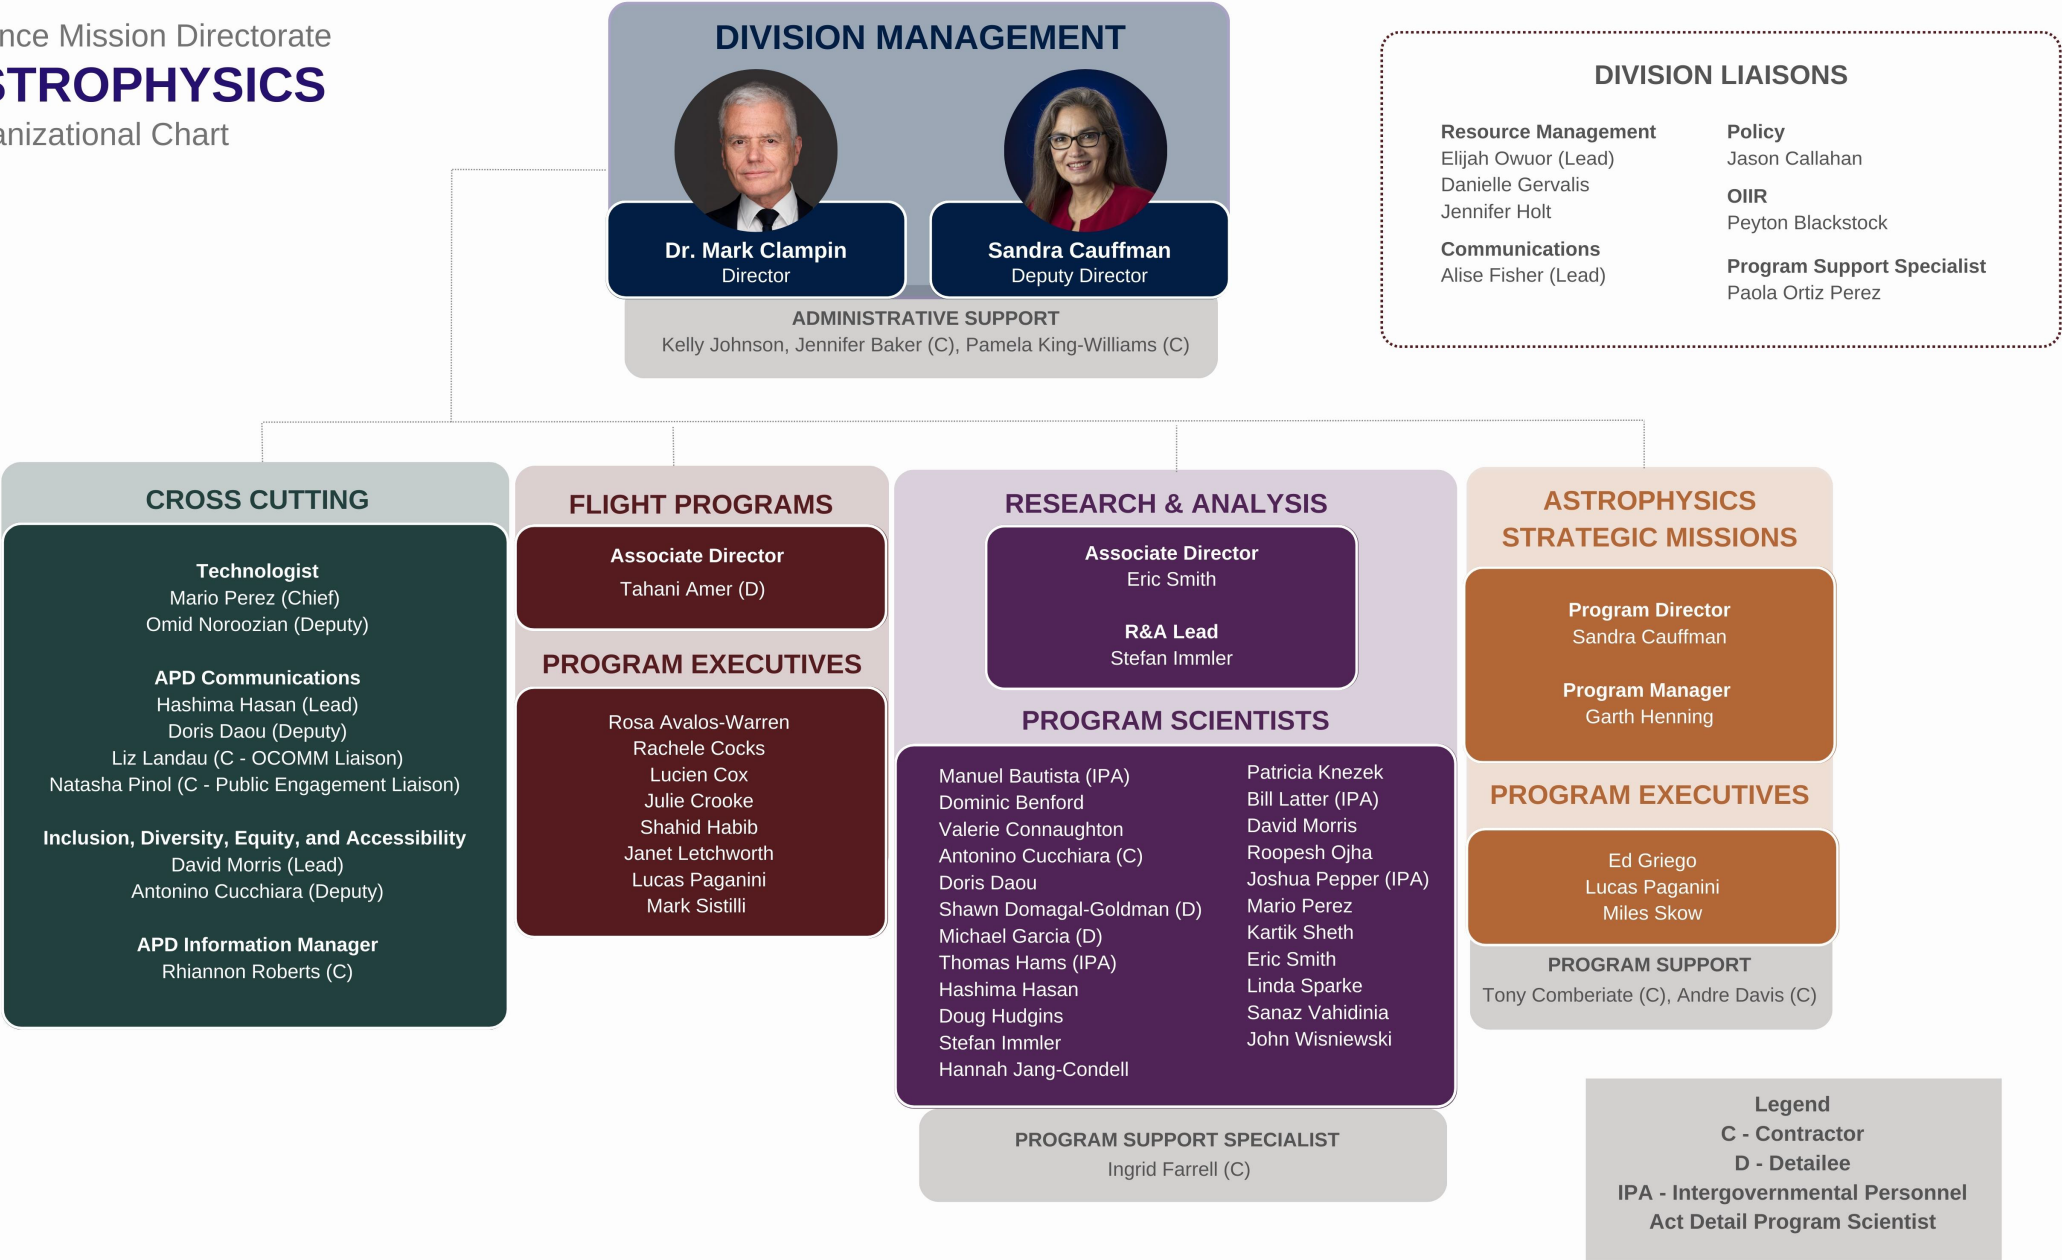 nce Mission Directorate
STROPHYSICS
anizational Chart
DIVISION MANAGEMENT
Dr. Mark Clampin
Director
Sandra Cauffman
Deputy Director
ADMINISTRATIVE SUPPORT
Kelly Johnson, Jennifer Baker (C), Pamela King-Williams (C)
DIVISION LIAISONS
Resource Management
Elijah Owuor (Lead)
Danielle Gervalis
Jennifer Holt
Communications
Alise Fisher (Lead)
Policy
Jason Callahan
OIIR
Peyton Blackstock
Program Support Specialist
Paola Ortiz Perez
CROSS CUTTING
Technologist
Mario Perez (Chief)
Omid Noroozian (Deputy)
APD Communications
Hashima Hasan (Lead)
Doris Daou (Deputy)
Liz Landau (C - OCOMM Liaison)
Natasha Pinol (C - Public Engagement Liaison)
Inclusion, Diversity, Equity, and Accessibility
David Morris (Lead)
Antonino Cucchiara (Deputy)
APD Information Manager
Rhiannon Roberts (C)
FLIGHT PROGRAMS
Associate Director
Tahani Amer (D)
PROGRAM EXECUTIVES
Rosa Avalos-Warren
Rachele Cocks
Lucien Cox
Julie Crooke
Shahid Habib
Janet Letchworth
Lucas Paganini
Mark Sistilli
RESEARCH & ANALYSIS
Associate Director
Eric Smith
R&A Lead
Stefan Immler
PROGRAM SCIENTISTS
Manuel Bautista (IPA)
Dominic Benford
Valerie Connaughton
Antonino Cucchiara (C)
Doris Daou
Shawn Domagal-Goldman (D)
Michael Garcia (D)
Thomas Hams (IPA)
Hashima Hasan
Doug Hudgins
Stefan Immler
Hannah Jang-Condell
Patricia Knezek
Bill Latter (IPA)
David Morris
Roopesh Ojha
Joshua Pepper (IPA)
Mario Perez
Kartik Sheth
Eric Smith
Linda Sparke
Sanaz Vahidinia
John Wisniewski
PROGRAM SUPPORT SPECIALIST
Ingrid Farrell (C)
ASTROPHYSICS
STRATEGIC MISSIONS
Program Director
Sandra Cauffman
Program Manager
Garth Henning
PROGRAM EXECUTIVES
Ed Griego
Lucas Paganini
Miles Skow
PROGRAM SUPPORT
Tony Comberiate (C), Andre Davis (C)
Legend
C - Contractor
D - Detailee
IPA - Intergovernmental Personnel
Act Detail Program Scientist